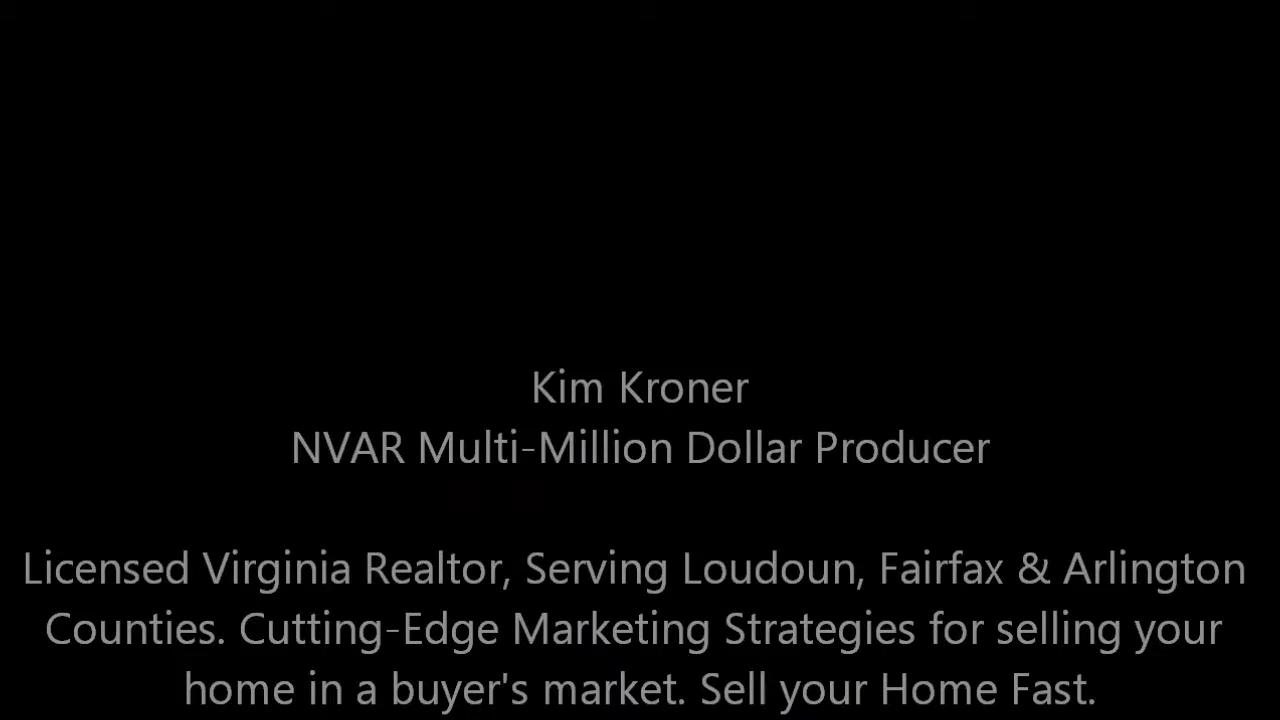 Kim Kroner
NVAR Multi-Million Dollar Producer
Licensed Virginia Realtor, Serving Loudoun, Fairfax & Arlington
Counties. Cutting-Edge Marketing Strategies for selling your
home in a buyer's market. Sell your Home Fast.